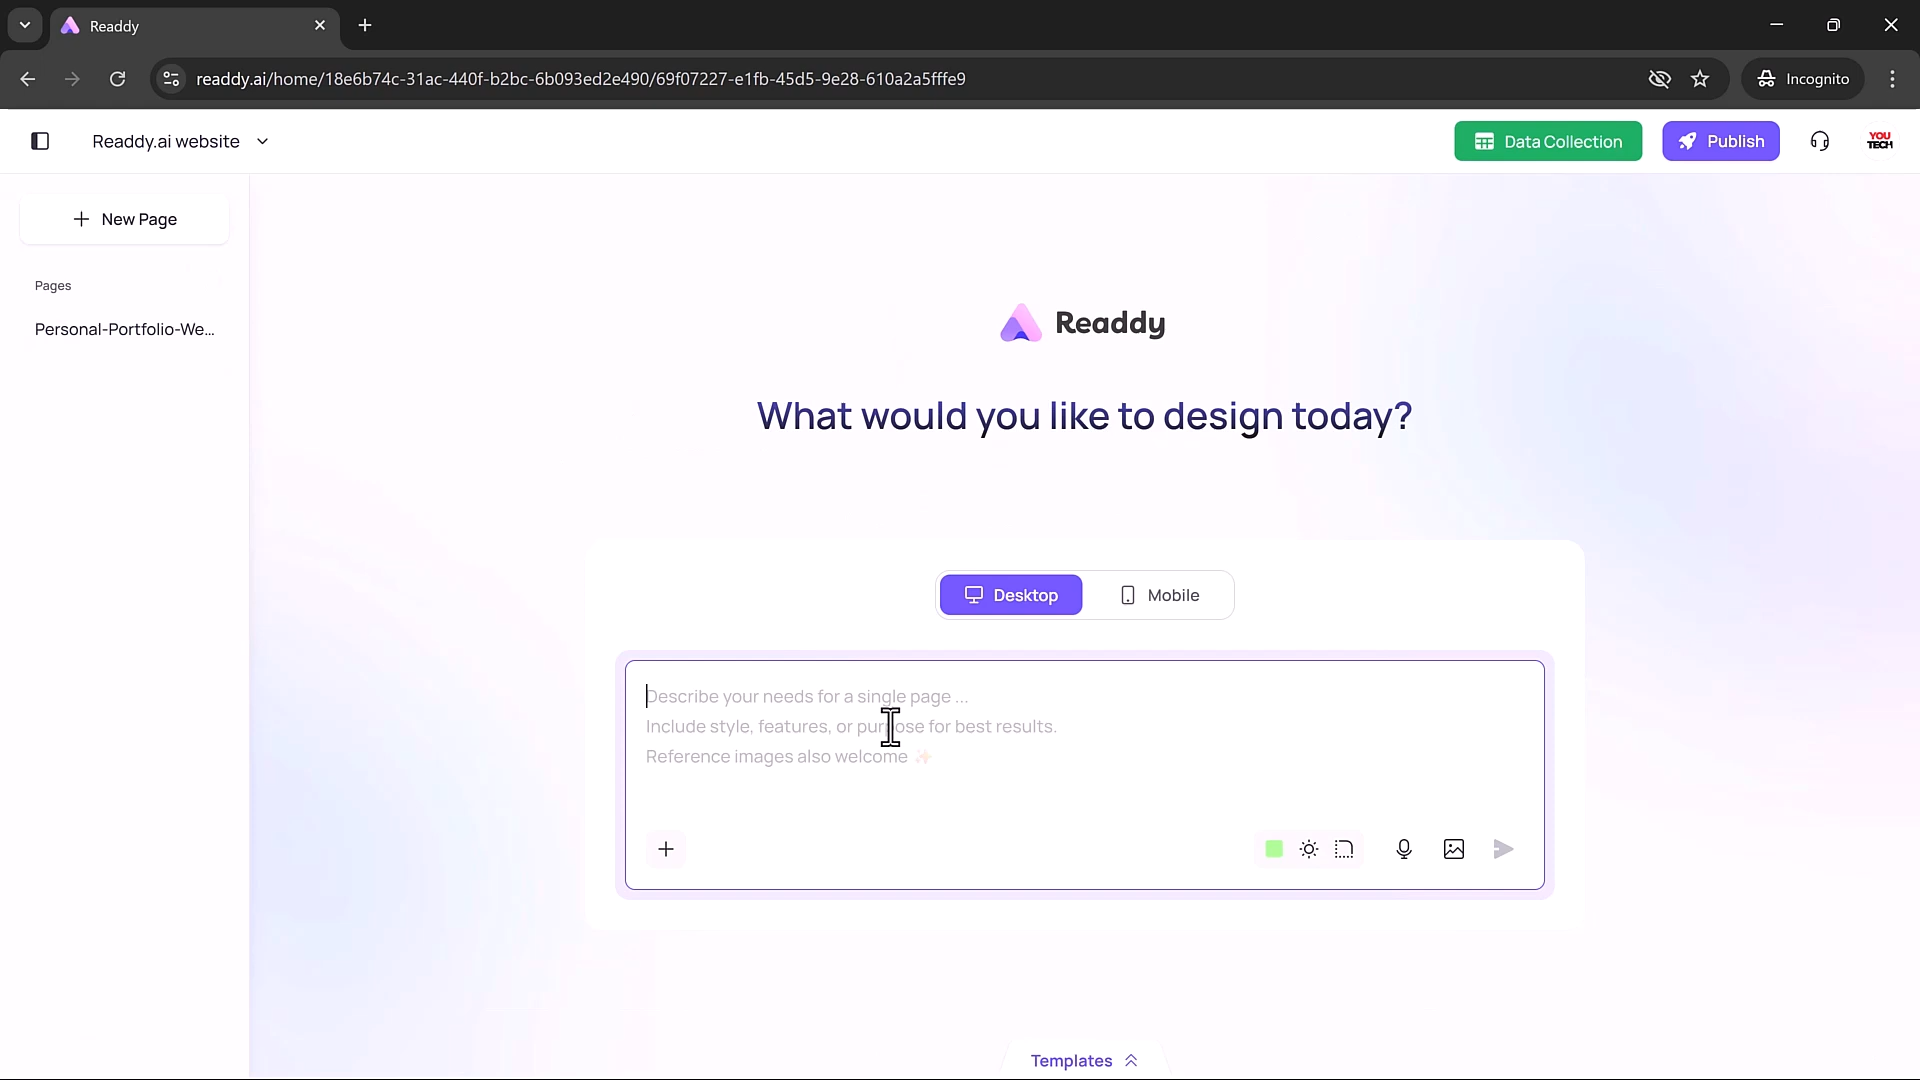 Readdy
readdy.ai/home/18e6b74c-31ac-440f-b2bc-6b093ed2e490/69f07227-e1fb-45d5-9e28-610a2a5fffe9
Incognito
Readdy.ai website
Data Collection
Publish
YOU
TECH
New Page
Pages
Personal-Portfolio-We...
Readdy
What would you like to design today?
Desktop
Mobile
Describe your needs for a single page ...
Include style, features, or purpose for best results.
Reference images also welcome ✨
Templates